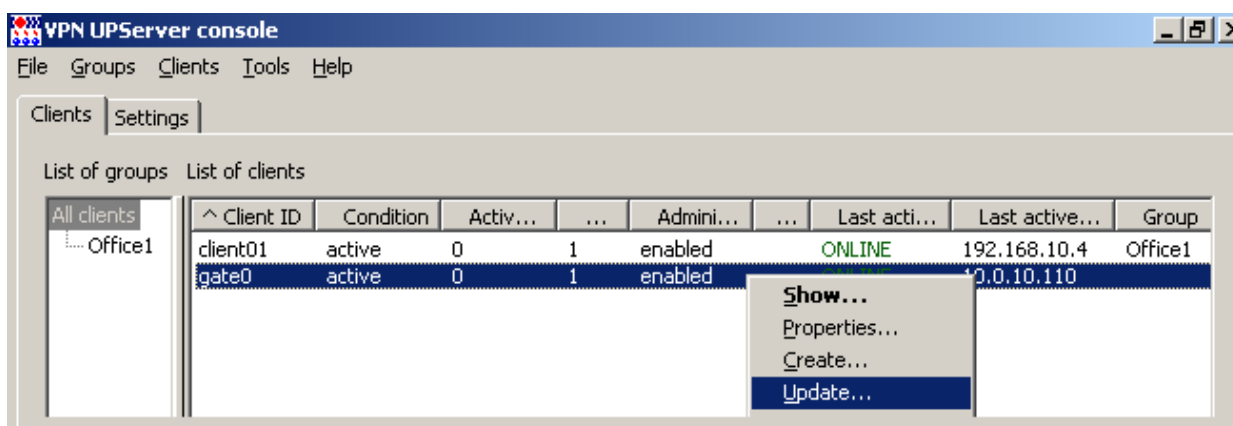 VPN UPServer console
File Groups Clients Tools Help
Clients Settings
List of groups List of clients
All clients
Office1
^ Client ID Condition Activ... ... Admini... ... Last acti... Last active... Group
client01 active 0 1 enabled ONLINE 192.168.10.4 Office1
gate0 active 0 1 enabled ONLINE 10.0.10.110
Show...
Properties...
Create...
Update...